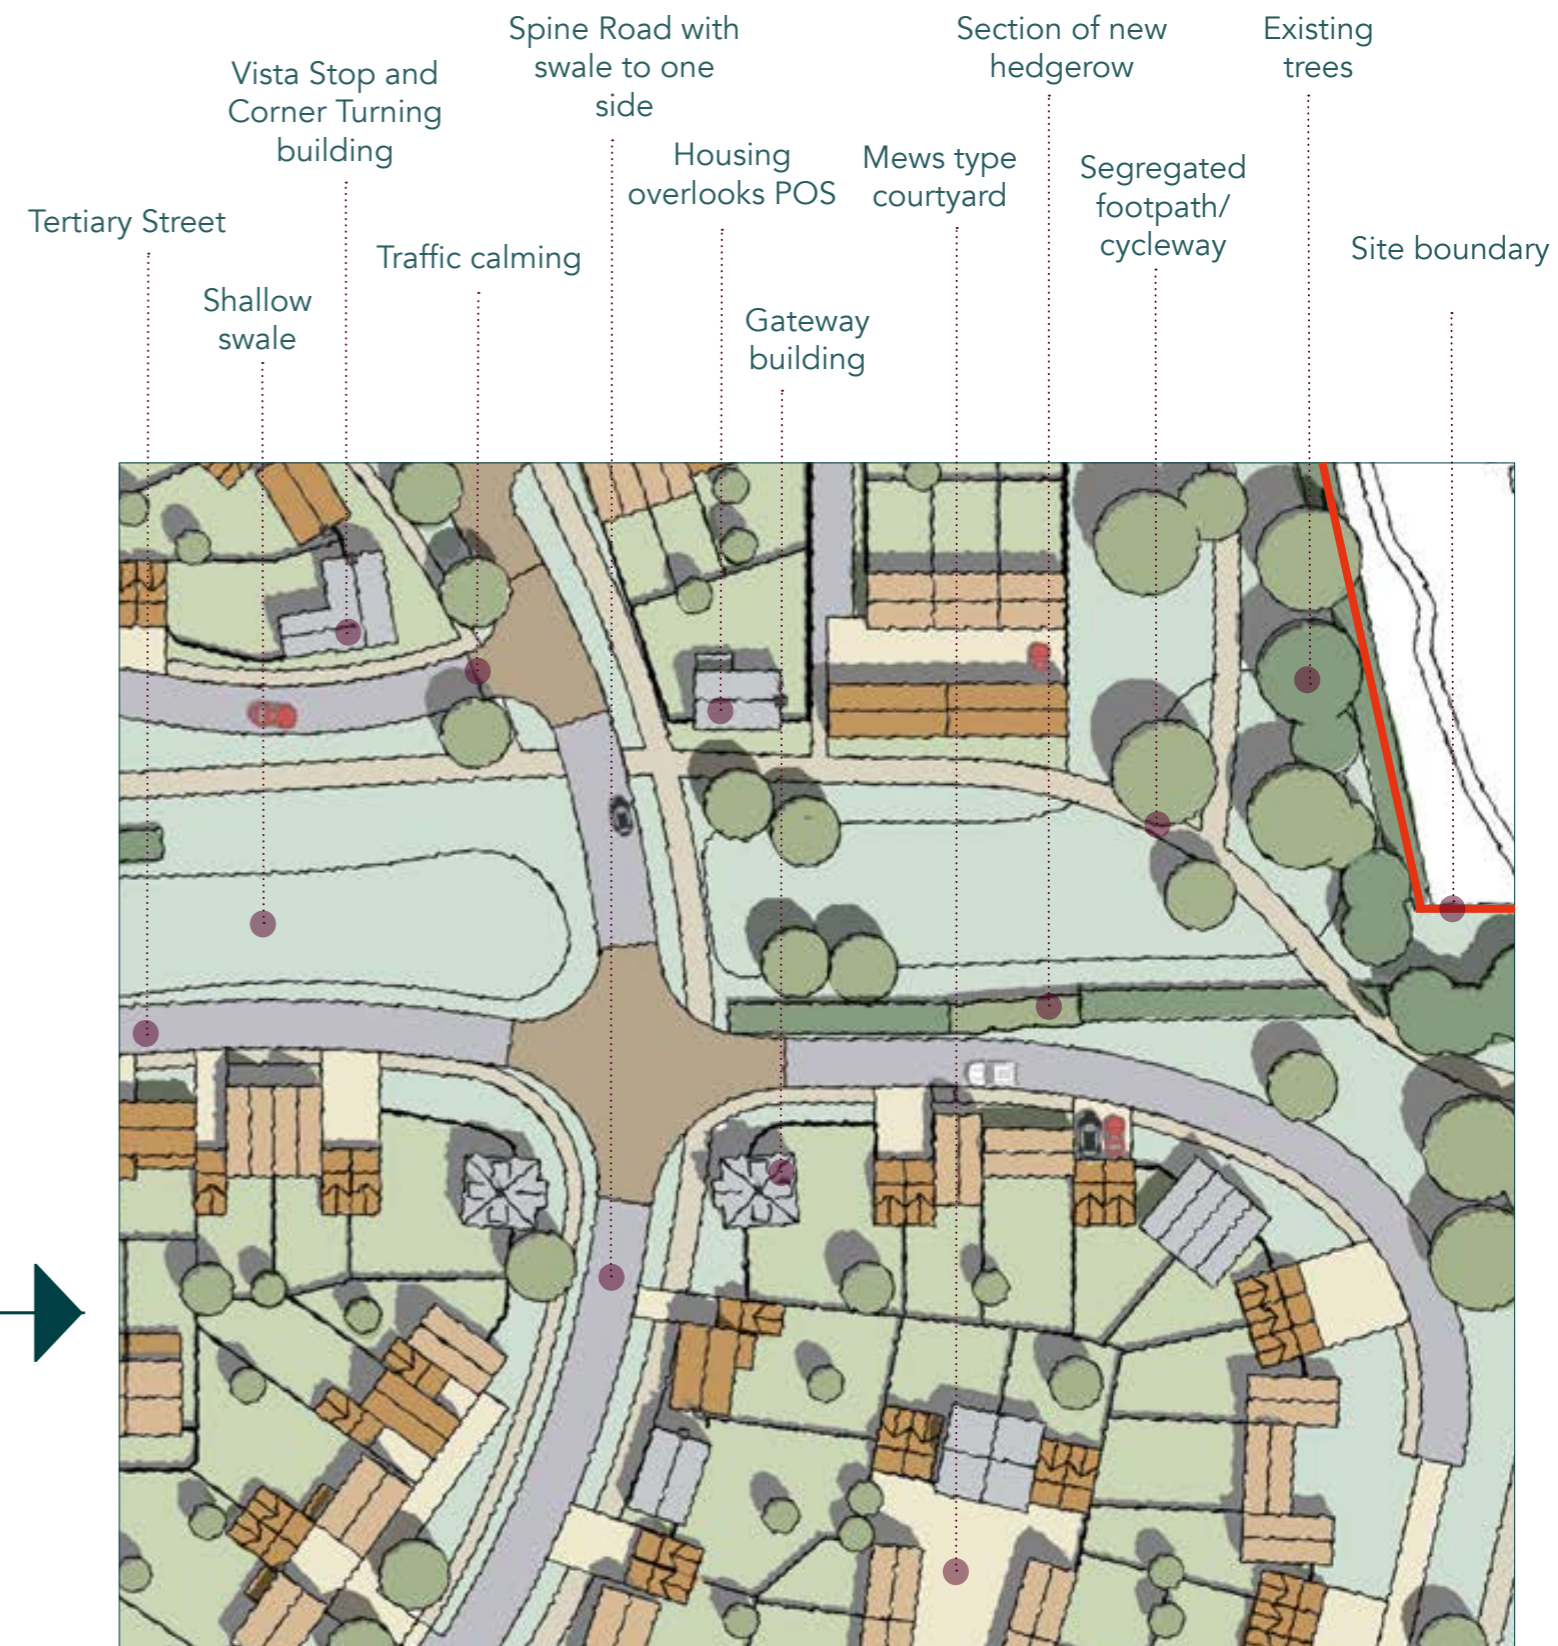 Spine Road with
swale to one
side
Section of new
hedgerow
Existing
trees
Vista Stop and
Corner Turning
building
Housing
overlooks POS
Mews type
courtyard
Segregated
footpath/
cycleway
Tertiary Street
Traffic calming
Site boundary
Shallow
swale
Gateway
building